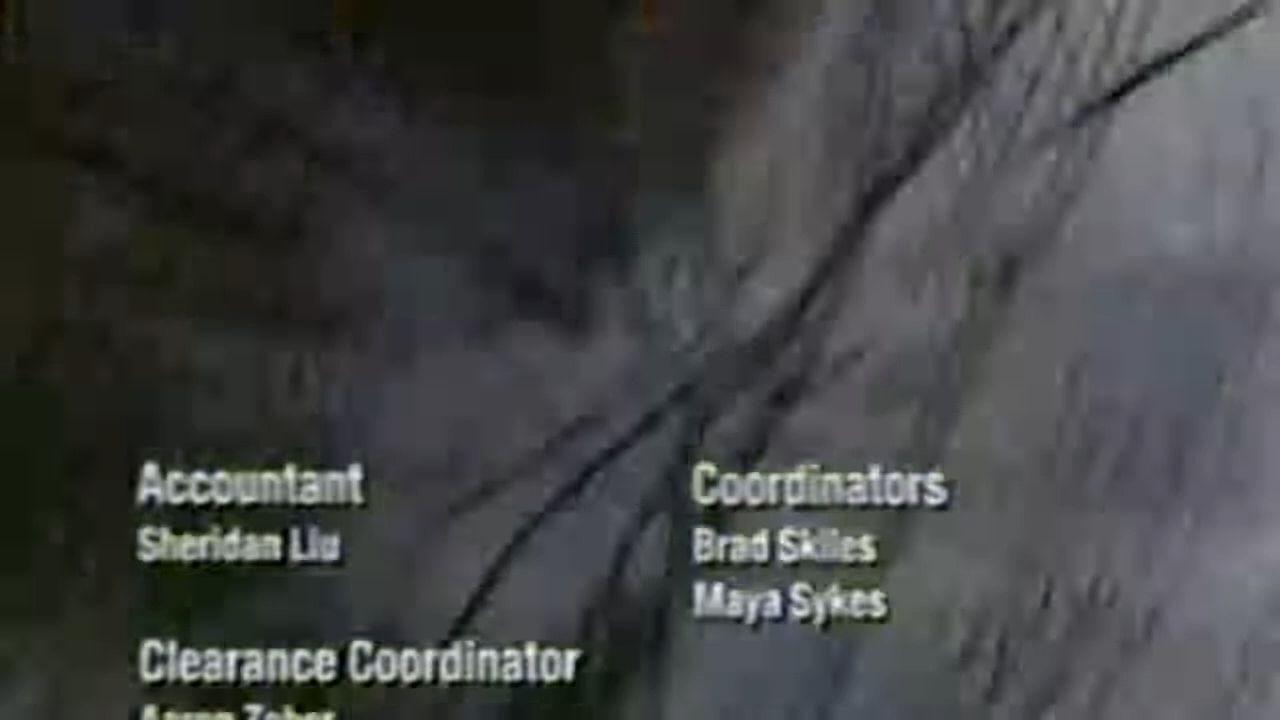 Accountant
Sheridan Liu
Clearance Coordinator
Coordinators
Brad Skiles
Maya Sykes